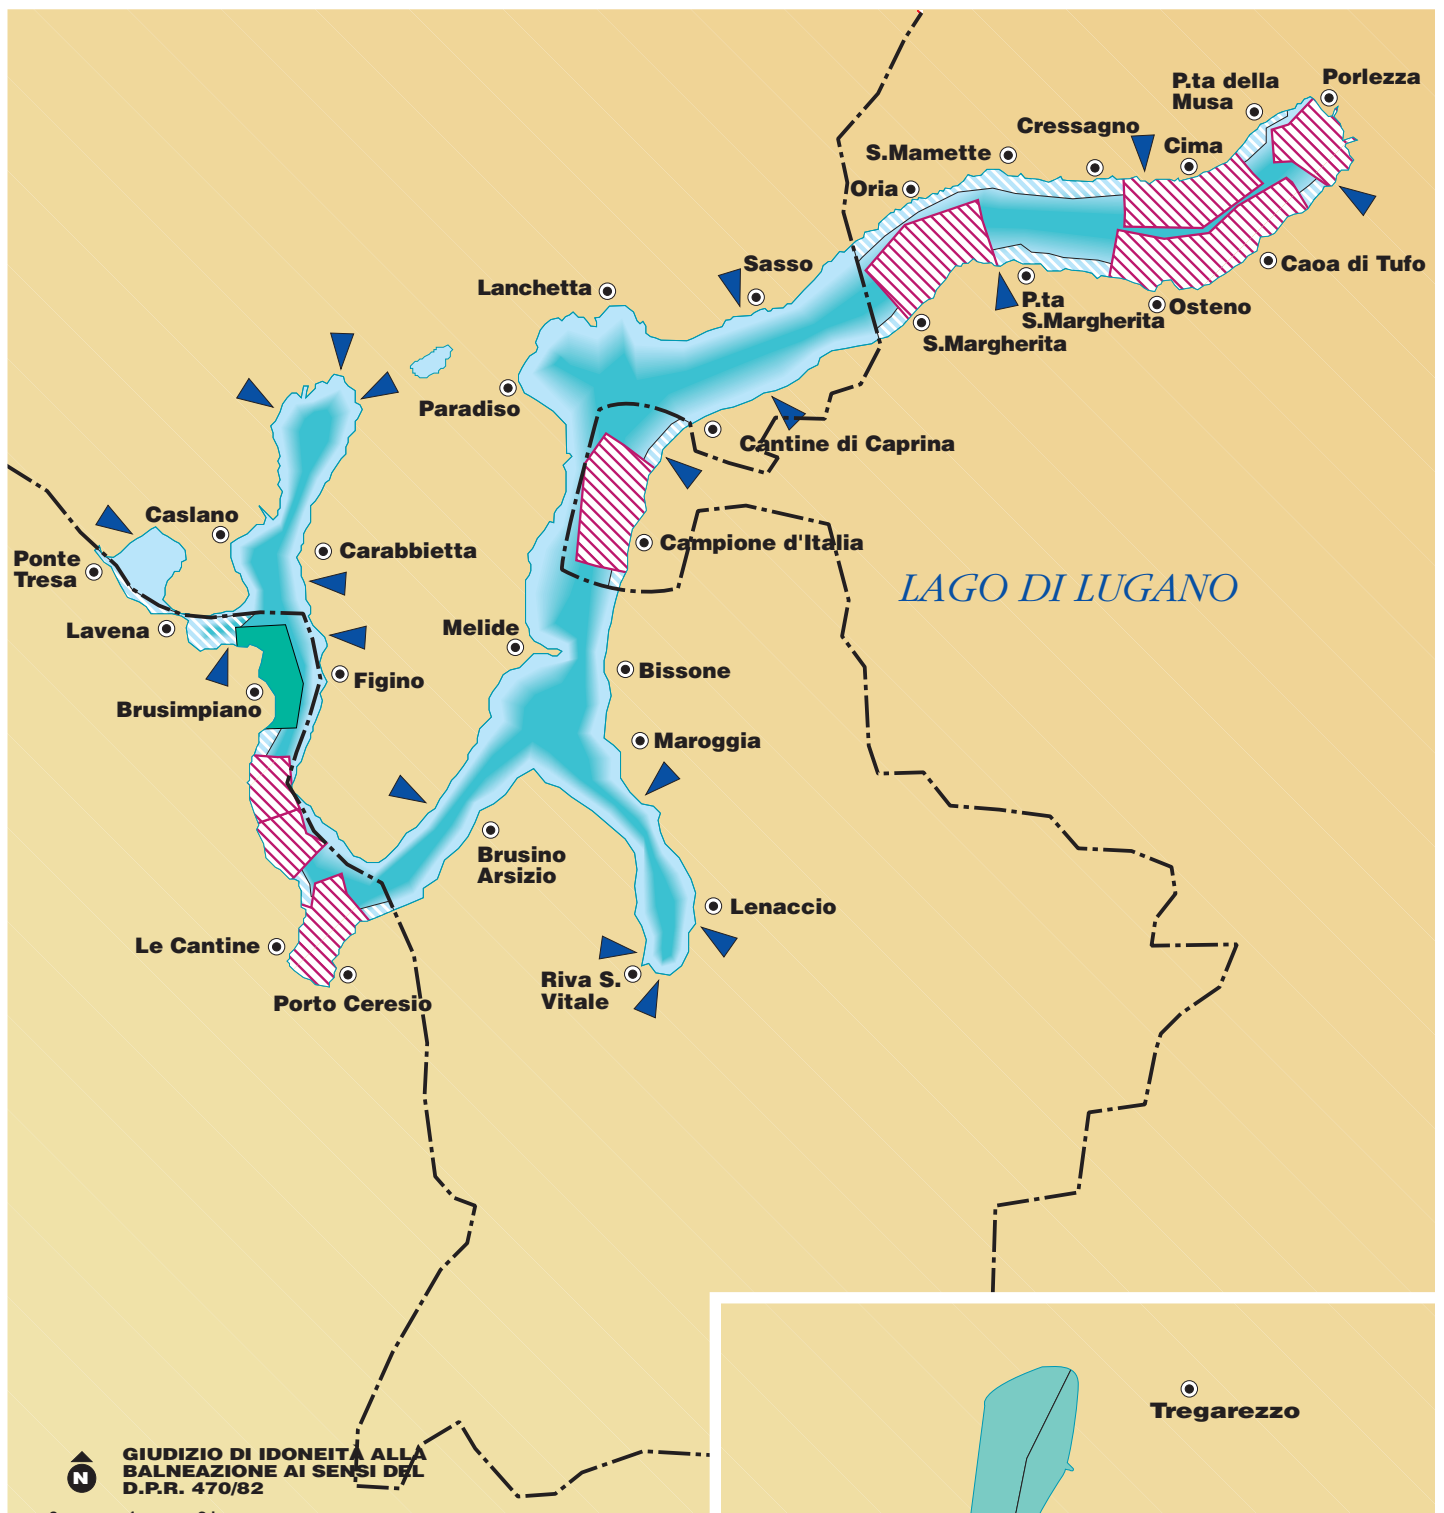 P.ta della
Musa
Porlezza
Cressagno
Cima
S.Mamette
Oria
Caoa di Tufo
Sasso
Lanchetta
P.ta
S.Margherita
Osteno
S.Margherita
Paradiso
Cantine di Caprina
Caslano
Carabbietta
Campione d'Italia
Ponte
Tresa
LAGO DI LUGANO
Lavena
Melide
Bissone
Figino
Brusimpiano
Maroggia
Brusino
Arsizio
Lenaccio
Le Cantine
Riva S.
Vitale
Porto Ceresio
Tregarezzo
N
GIUDIZIO DI IDONEITÀ ALLA
BALNEAZIONE AI SENSI DEL
D.P.R. 470/82